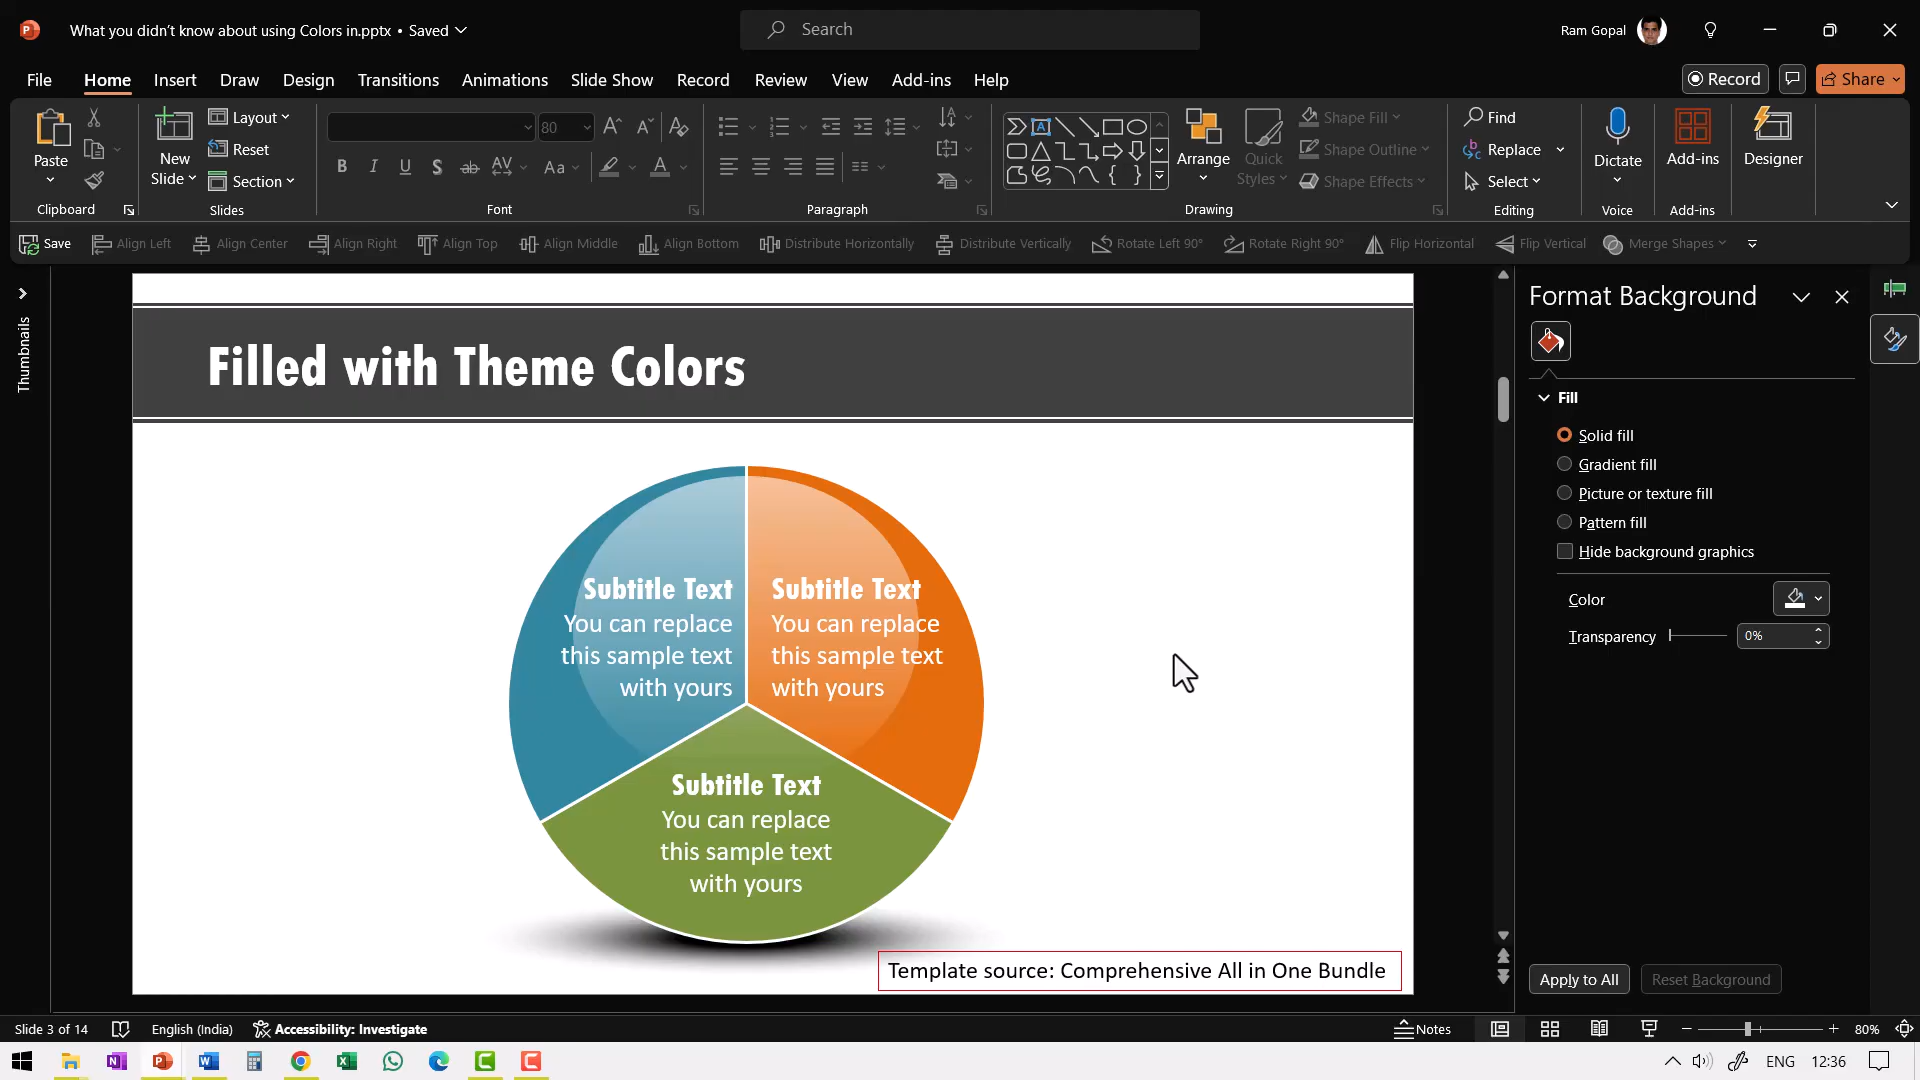 What you didn't know about using Colors in.pptx • Saved
Search
Ram Gopal
File Home Insert Draw Design Transitions Animations Slide Show Record Review View Add-ins Help
Record
Share
Paste
New
Slide
Layout
Reset
Section
80
Arrange
Quick
Styles
Shape Fill
Shape Outline
Shape Effects
Find
Replace
Select
Dictate
Add-ins
Designer
Clipboard Slides Font Paragraph Drawing Editing Voice Add-ins
Save Align Left Align Center Align Right Align Top Align Middle Align Bottom Distribute Horizontally Distribute Vertically Rotate Left 90° Rotate Right 90° Flip Horizontal Flip Vertical Merge Shapes
Thumbnails
Filled with Theme Colors
Subtitle Text
You can replace
this sample text
with yours
Subtitle Text
You can replace
this sample text
with yours
Subtitle Text
You can replace
this sample text
with yours
Template source: Comprehensive All in One Bundle
Format Background
Fill
Solid fill
Gradient fill
Picture or texture fill
Pattern fill
Hide background graphics
Color
Transparency 0%
Apply to All Reset Background
Slide 3 of 14 English (India) Accessibility: Investigate Notes 80%
ENG 12:36